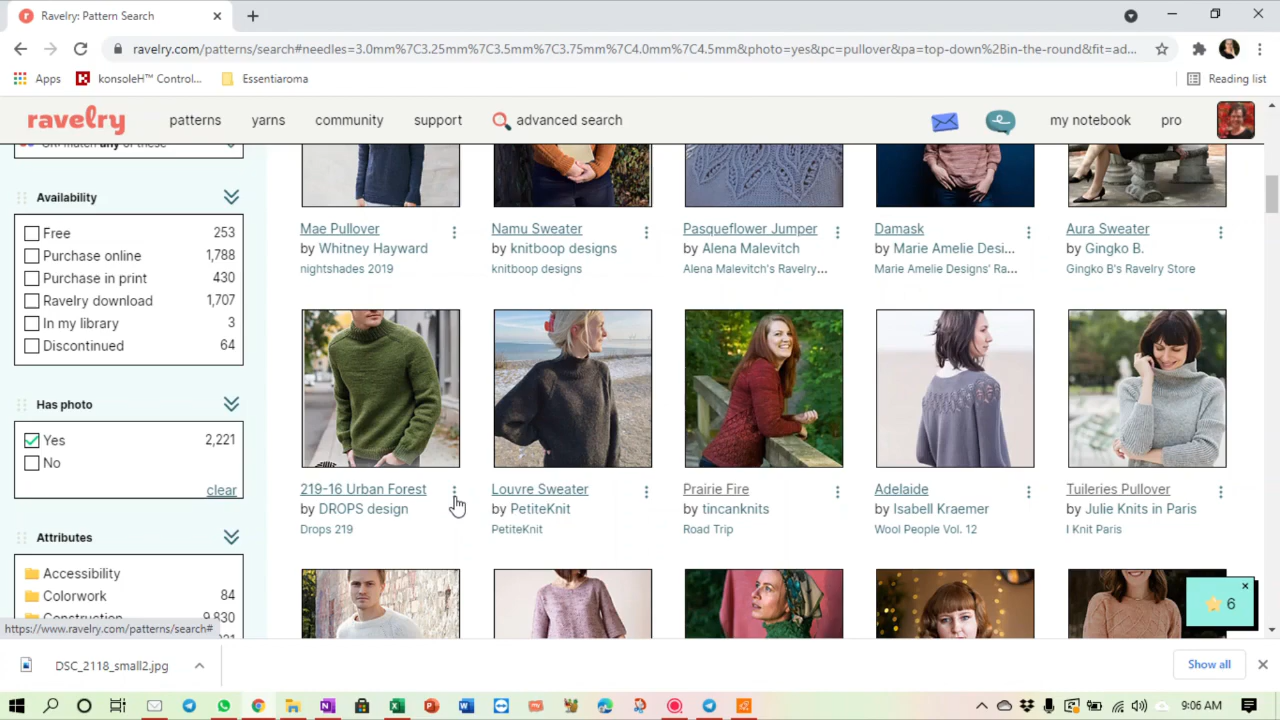 Ravelry: Pattern Search
ravelry.com/patterns/search#needles=3.0mm%7C3.25mm%7C3.5mm%7C3.75mm%7C4.0mm%7C4.5mm&photo=yes&pc=pullover&pa=top-down%2Bin-the-round&fit=ad...
Apps konsoleH™ Control... Essentiaroma Reading list
ravelry patterns yarns community support advanced search my notebook pro
Availability
Free 253
Purchase online 1,788
Purchase in print 430
Ravelry download 1,707
In my library 3
Discontinued 64
Has photo
Yes 2,221
No
clear
Attributes
Accessibility
Colorwork 84
Construction 9,830
https://www.ravelry.com/patterns/search#
Mae Pullover Namu Sweater Pasqueflower Jumper Damask Aura Sweater
by Whitney Hayward by knitboop designs by Alena Malevitch by Marie Amelie Desi... by Gingko B.
nightshades 2019 knitboop designs Alena Malevitch's Ravelry... Marie Amelie Designs' Ra... Gingko B's Ravelry Store
219-16 Urban Forest Louvre Sweater Prairie Fire Adelaide Tuileries Pullover
by DROPS design by PetiteKnit by tincanknits by Isabell Kraemer by Julie Knits in Paris
Drops 219 PetiteKnit Road Trip Wool People Vol. 12 I Knit Paris
6
DSC_2118_small2.jpg Show all
9:06 AM